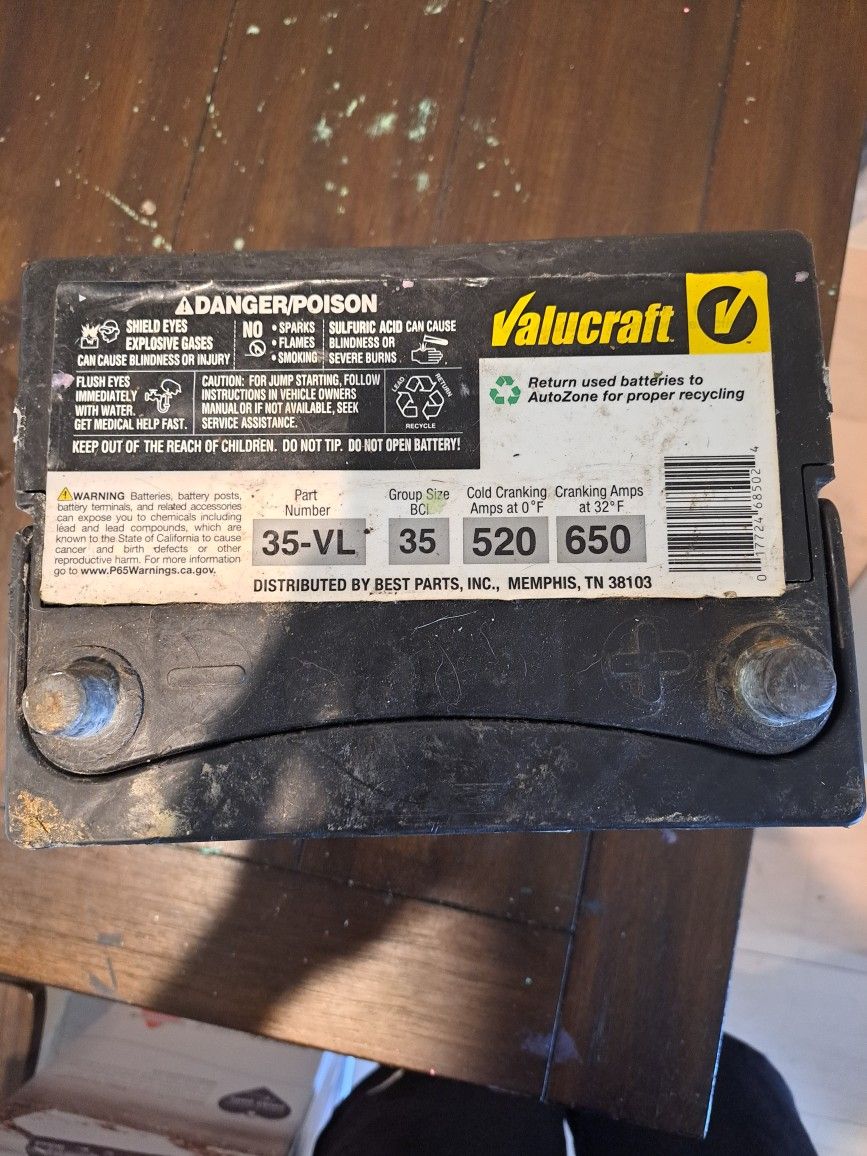 DANGER/POISON
SHIELD EYES
EXPLOSIVE GASES
CAN CAUSE BLINDNESS OR INJURY
NO
• SPARKS
• FLAMES
• SMOKING
SULFURIC ACID CAN CAUSE
BLINDNESS OR
SEVERE BURNS.
FLUSH EYES
IMMEDIATELY
WITH WATER.
GET MEDICAL HELP FAST.
CAUTION: FOR JUMP STARTING, FOLLOW
INSTRUCTIONS IN VEHICLE OWNERS
MANUAL OR IF NOT AVAILABLE, SEEK
SERVICE ASSISTANCE.
LEAD
RETURN
RECYCLE
KEEP OUT OF THE REACH OF CHILDREN. DO NOT TIP. DO NOT OPEN BATTERY!
Valucraft
Return used batteries to
AutoZone for proper recycling
WARNING Batteries, battery posts,
battery terminals, and related accessories
can expose you to chemicals including
lead and lead compounds, which are
known to the State of California to cause
cancer and birth defects or other
reproductive harm. For more information
go to www.P65Warnings.ca.gov.
Part
Number
35-VL
Group Size
BCI
35
Cold Cranking
Amps at 0°F
520
Cranking Amps
at 32°F
650
0 17724 68502 4
DISTRIBUTED BY BEST PARTS, INC., MEMPHIS, TN 38103